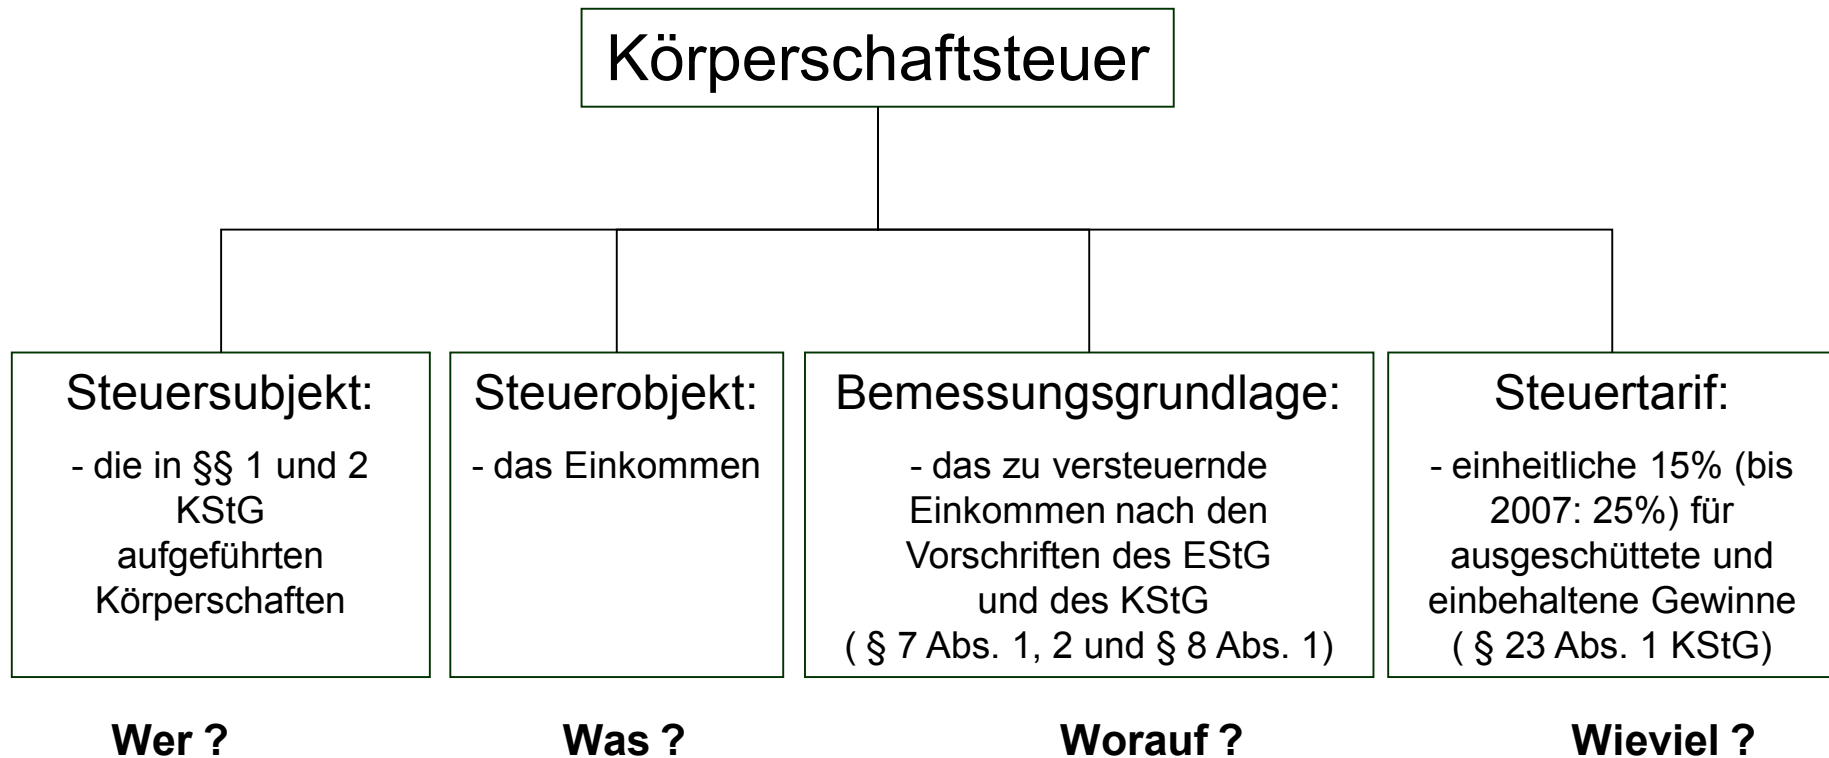 Körperschaftsteuer
Steuersubjekt:
- die in §§ 1 und 2
KStG
aufgeführten
Körperschaften
Steuerobjekt:
- das Einkommen
Bemessungsgrundlage:
- das zu versteuernde
Einkommen nach den
Vorschriften des EStG
und des KStG
( § 7 Abs. 1, 2 und § 8 Abs. 1)
Steuertarif:
- einheitliche 15% (bis
2007: 25%) für
ausgeschüttete und
einbehaltene Gewinne
( § 23 Abs. 1 KStG)
Wer ?
Was ?
Worauf ?
Wieviel ?